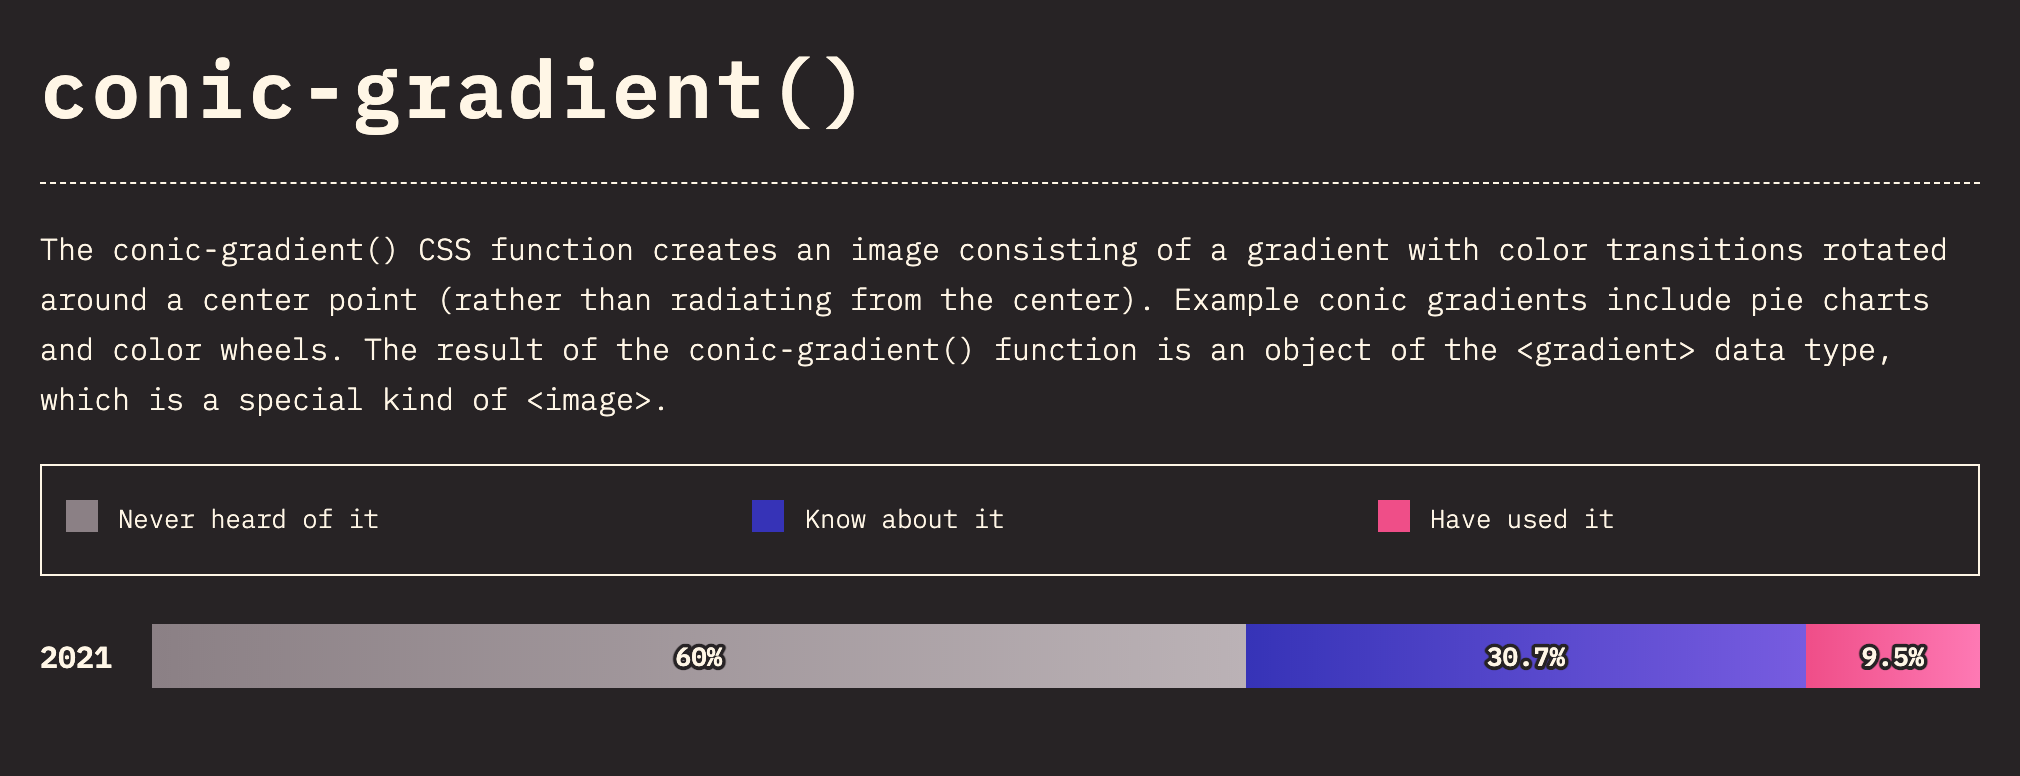 conic-gradient()
The conic-gradient() CSS function creates an image consisting of a gradient with color transitions rotated
around a center point (rather than radiating from the center). Example conic gradients include pie charts
and color wheels. The result of the conic-gradient() function is an object of the <gradient> data type,
which is a special kind of <image>.
Never heard of it Know about it Have used it
2021 60% 30.7% 9.5%